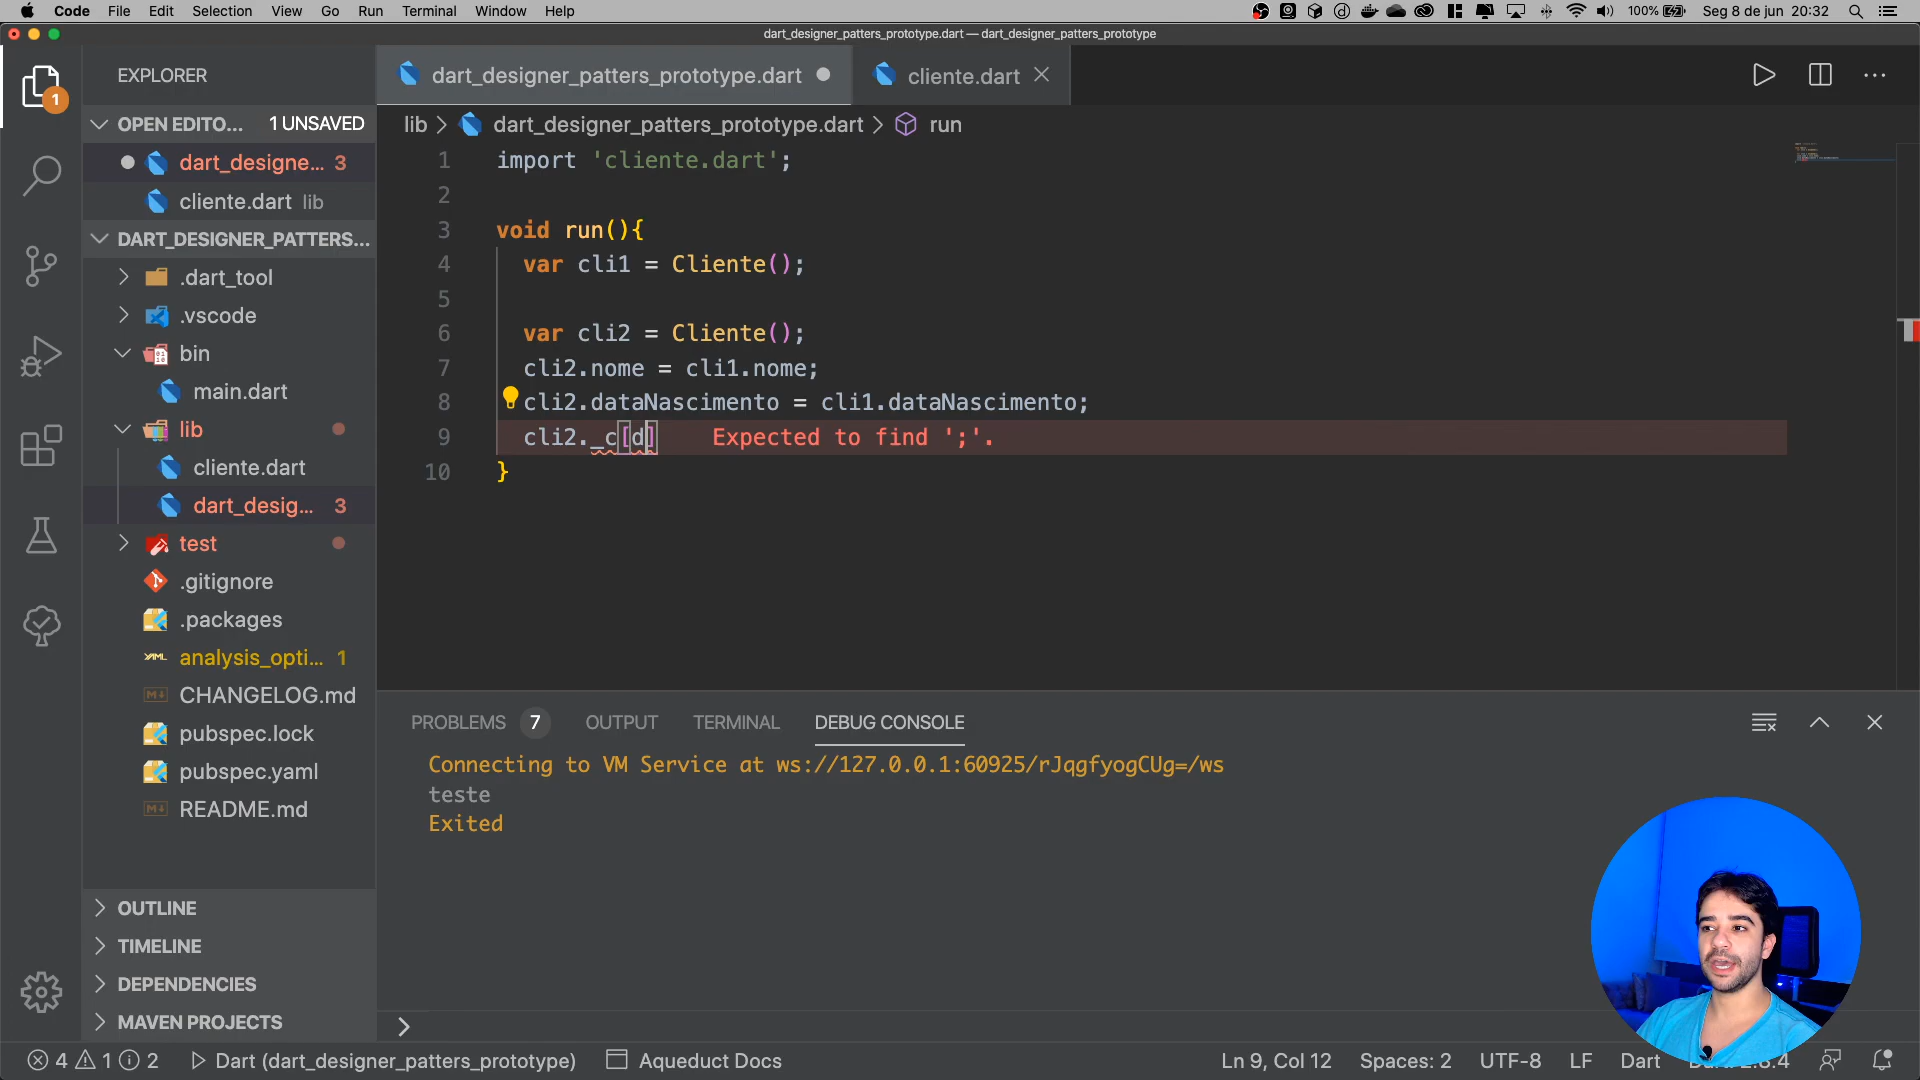 Code File Edit Selection View Go Run Terminal Window Help 100% Seg 8 de jun 20:32
dart_designer_patters_prototype.dart — dart_designer_patters_prototype
EXPLORER
dart_designer_patters_prototype.dart cliente.dart
1
OPEN EDITO... 1 UNSAVED
dart_designe... 3
cliente.dart lib
DART_DESIGNER_PATTERS...
.dart_tool
.vscode
bin
main.dart
lib
cliente.dart
dart_desig... 3
test
.gitignore
.packages
analysis_opti... 1
CHANGELOG.md
pubspec.lock
pubspec.yaml
README.md
OUTLINE
TIMELINE
DEPENDENCIES
MAVEN PROJECTS
lib > dart_designer_patters_prototype.dart > run
1 import 'cliente.dart';
2
3 void run(){
4 var cli1 = Cliente();
5
6 var cli2 = Cliente();
7 cli2.nome = cli1.nome;
8 cli2.dataNascimento = cli1.dataNascimento;
9 cli2._c[d] Expected to find ';'.
10 }
PROBLEMS 7 OUTPUT TERMINAL DEBUG CONSOLE
Connecting to VM Service at ws://127.0.0.1:60925/rJqgfyogCUg=/ws
teste
Exited
>
4 1 2 Dart (dart_designer_patters_prototype) Aqueduct Docs Ln 9, Col 12 Spaces: 2 UTF-8 LF Dart